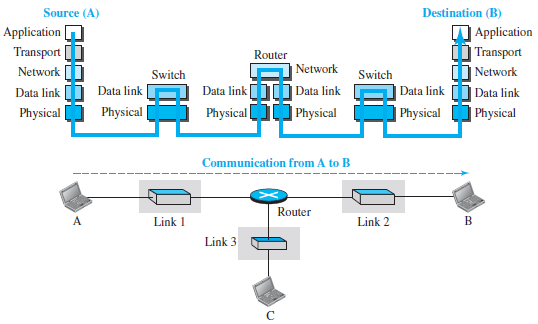 Source (A)
Destination (B)
Application
Application
Transport
Router
Transport
Network
Switch
Network
Switch
Network
Data link
Data link
Data link
Data link
Data link
Data link
Physical
Physical
Physical
Physical
Physical
Physical
Communication from A to B
A
Link 1
Router
Link 2
B
Link 3
C